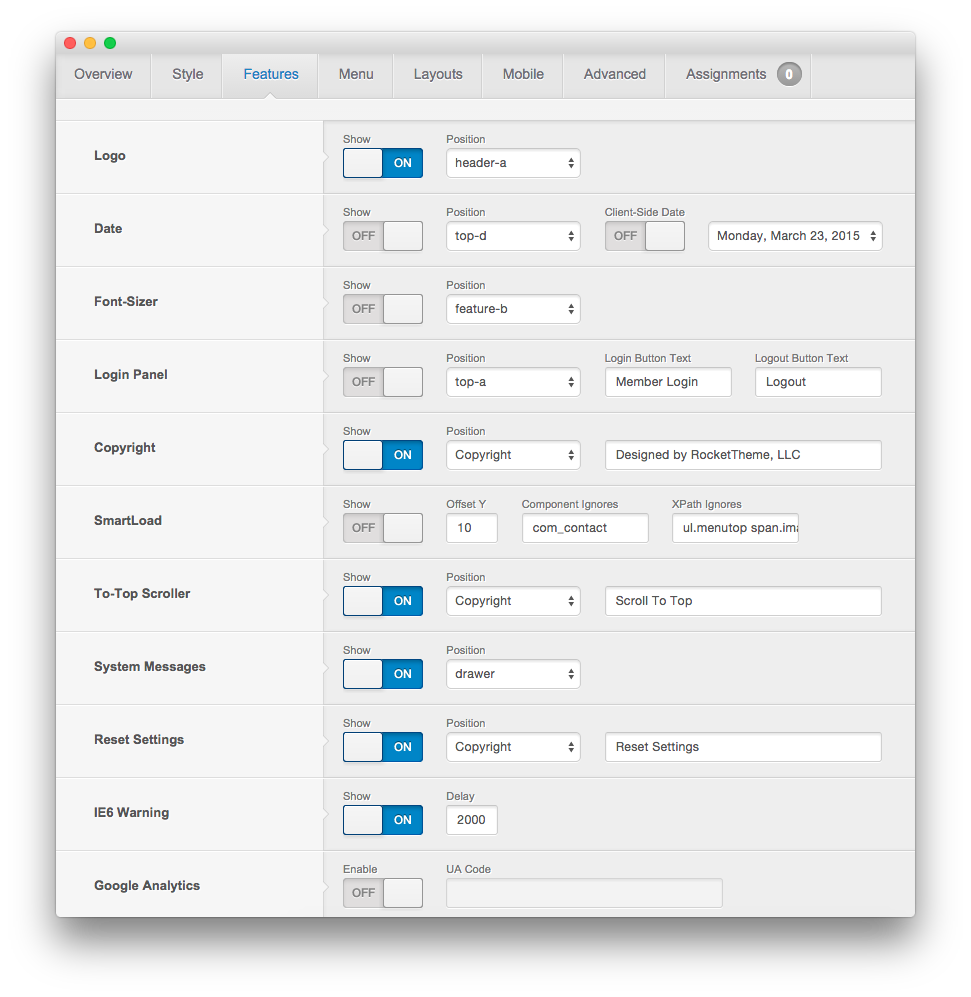 Overview Style Features Menu Layouts Mobile Advanced Assignments 0
Show Position
Logo ON header-a
Show Position Client-Side Date
Date OFF top-d OFF Monday, March 23, 2015
Show Position
Font-Sizer OFF feature-b
Show Position Login Button Text Logout Button Text
Login Panel OFF top-a Member Login Logout
Show Position
Copyright ON Copyright Designed by RocketTheme, LLC
Show Offset Y Component Ignores XPath Ignores
SmartLoad OFF 10 com_contact ul.menutop span.ima
Show Position
To-Top Scroller ON Copyright Scroll To Top
Show Position
System Messages ON drawer
Show Position
Reset Settings ON Copyright Reset Settings
Show Delay
IE6 Warning ON 2000
Enable UA Code
Google Analytics OFF